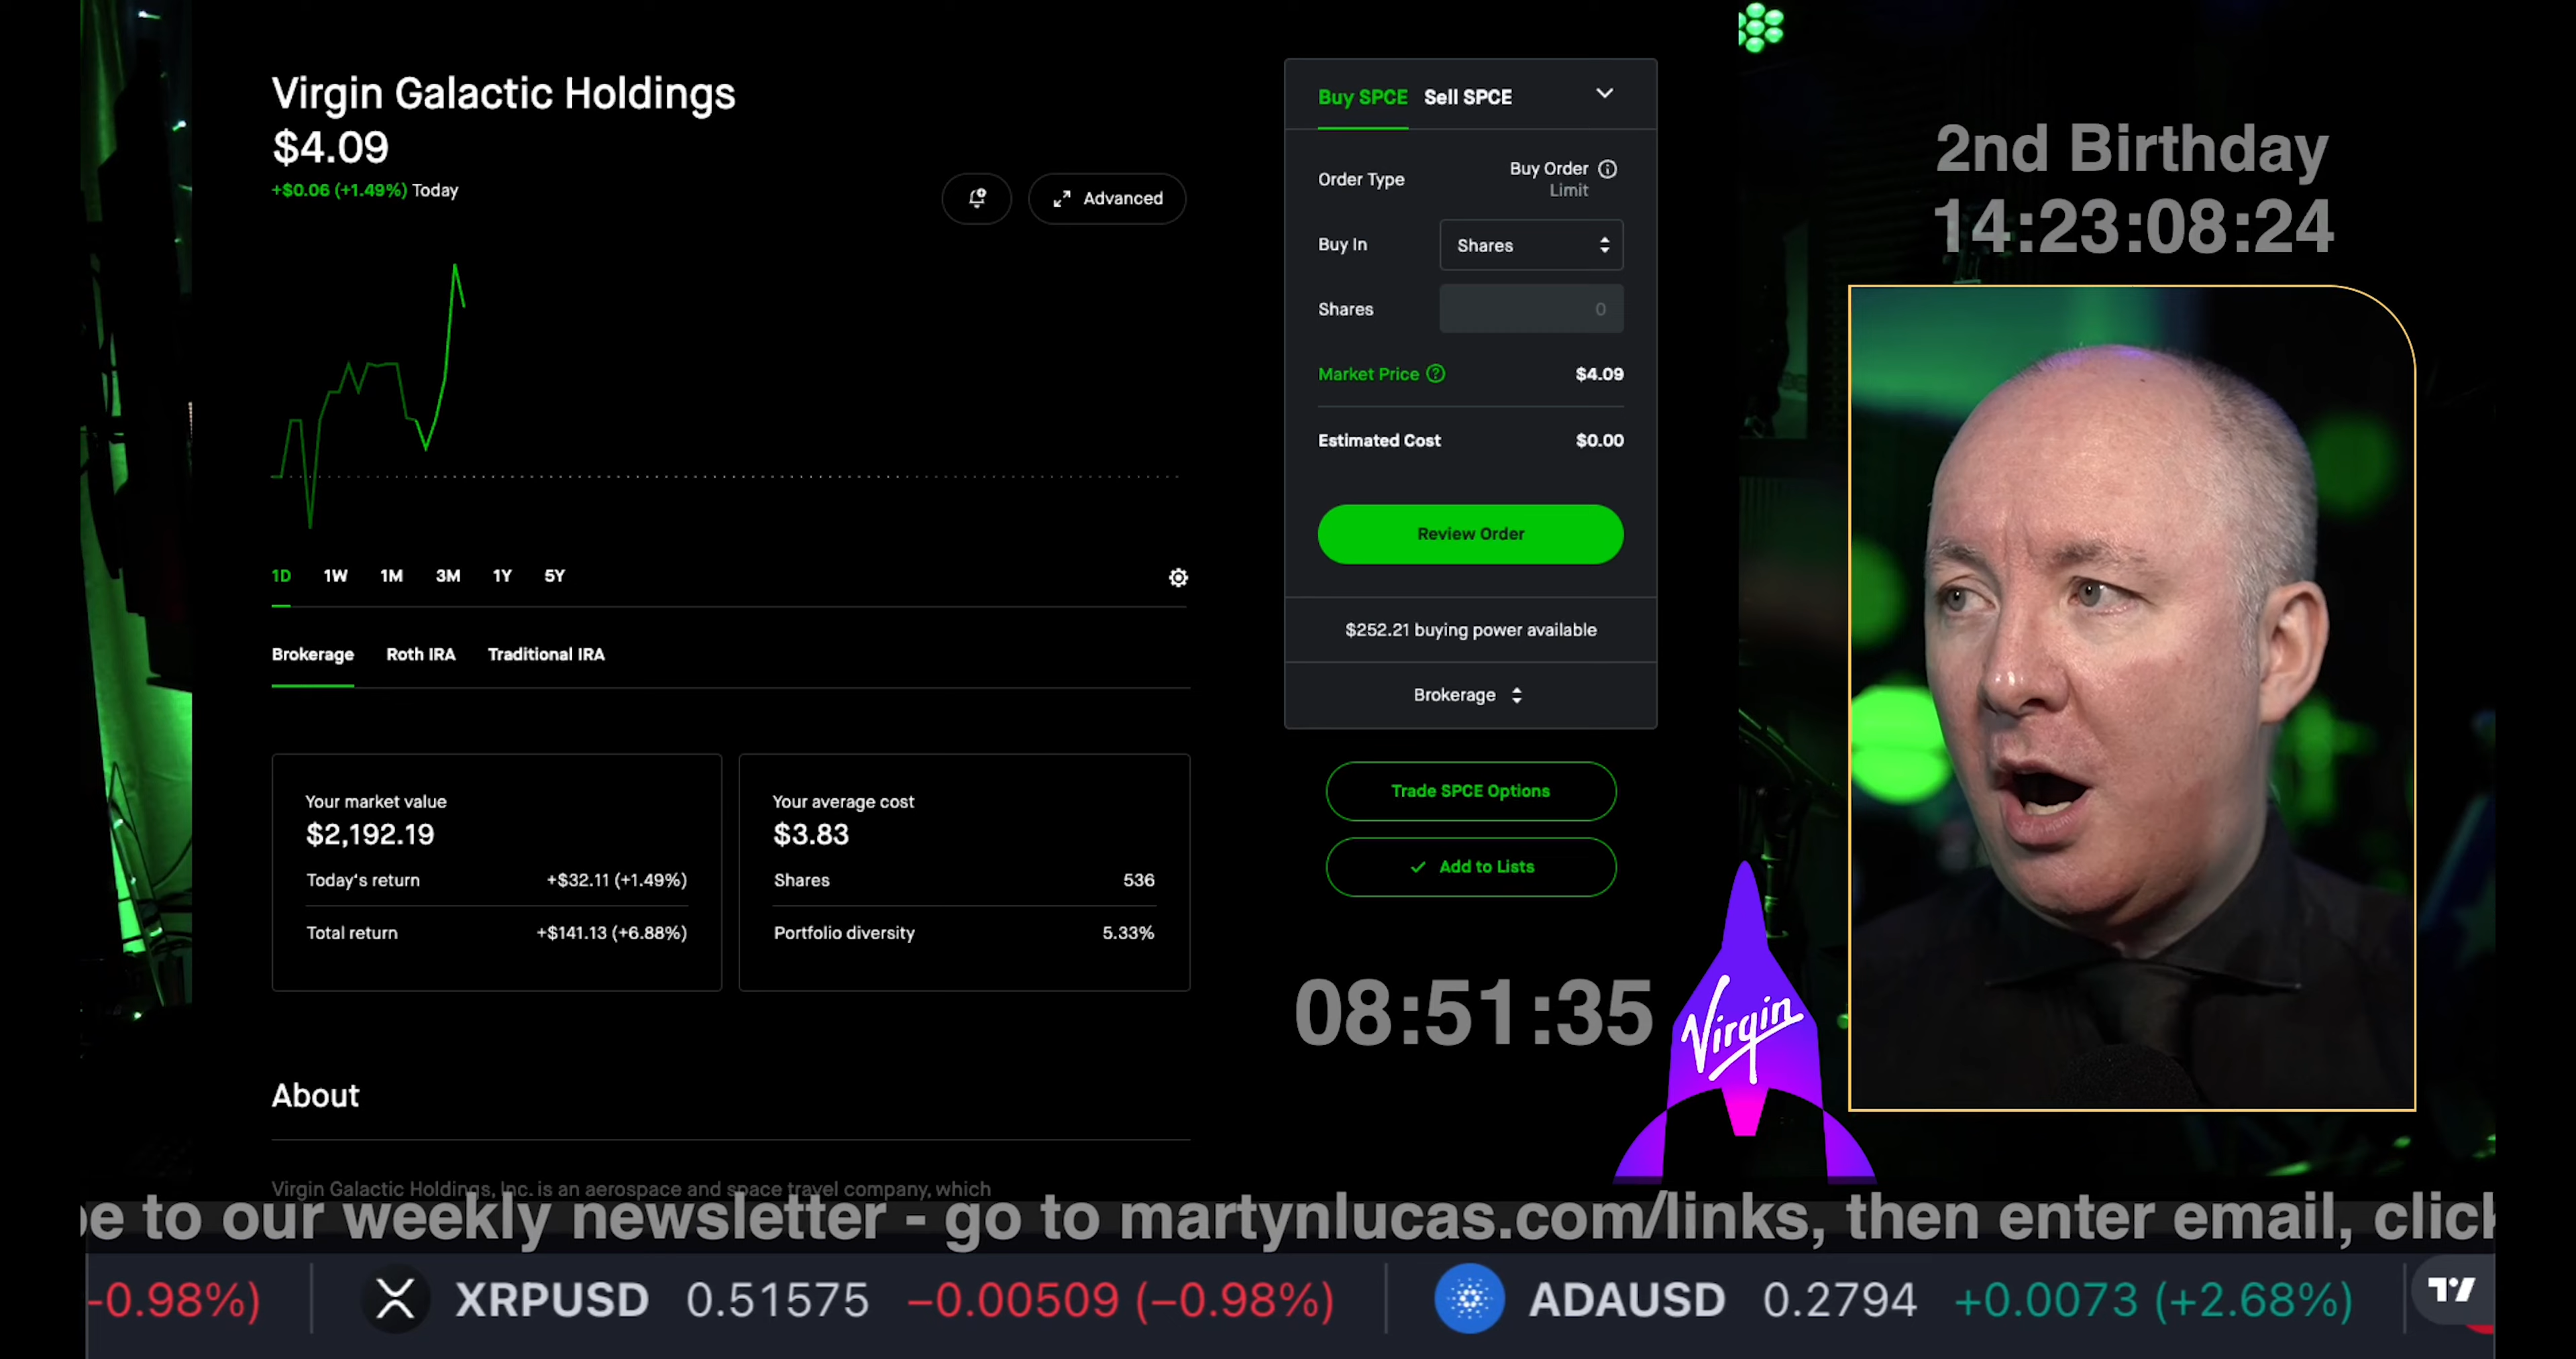 Virgin Galactic Holdings
$4.09
+$0.06 (+1.49%) Today
Advanced
1D 1W 1M 3M 1Y 5Y
Brokerage Roth IRA Traditional IRA
Your market value
$2,192.19
Today's return +$32.11 (+1.49%)
Total return +$141.13 (+6.88%)
Your average cost
$3.83
Shares 536
Portfolio diversity 5.33%
About
Virgin Galactic Holdings, Inc. is an aerospace and space travel company, which
Buy SPCE Sell SPCE
Order Type Buy Order
Limit
Buy In Shares
Shares 0
Market Price $4.09
Estimated Cost $0.00
Review Order
$252.21 buying power available
Brokerage
Trade SPCE Options
Add to Lists
08:51:35
Virgin
2nd Birthday
14:23:08:24
be to our weekly newsletter - go to martynlucas.com/links, then enter email, click
-0.98%) XRPUSD 0.51575 −0.00509 (−0.98%) ADAUSD 0.2794 +0.0073 (+2.68%)